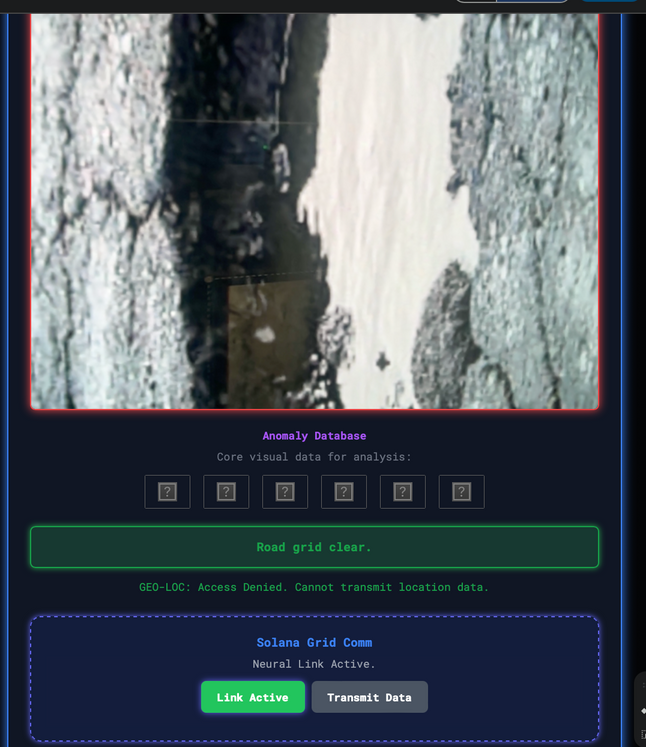 Anomaly Database
Core visual data for analysis:
? ? ? ? ? ?
Road grid clear.
GEO-LOC: Access Denied. Cannot transmit location data.
Solana Grid Comm
Neural Link Active.
Link Active Transmit Data